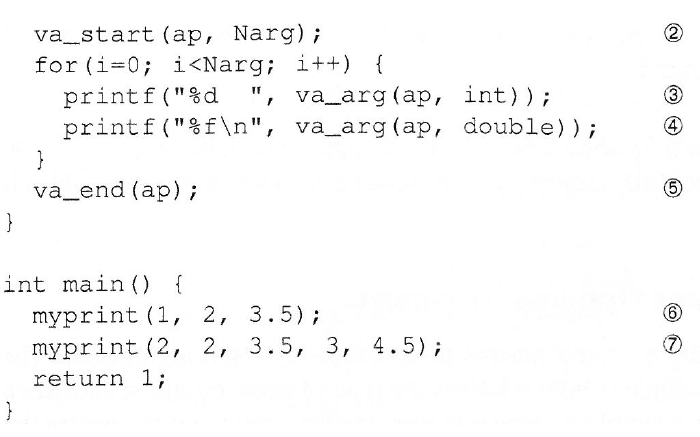 va_start(ap, Narg); ②
for(i=0; i<Narg; i++) {
printf("%d  ", va_arg(ap, int)); ③
printf("%f\n", va_arg(ap, double)); ④
}
va_end(ap); ⑤
}
int main() {
myprint(1, 2, 3.5); ⑥
myprint(2, 2, 3.5, 3, 4.5); ⑦
return 1;
}